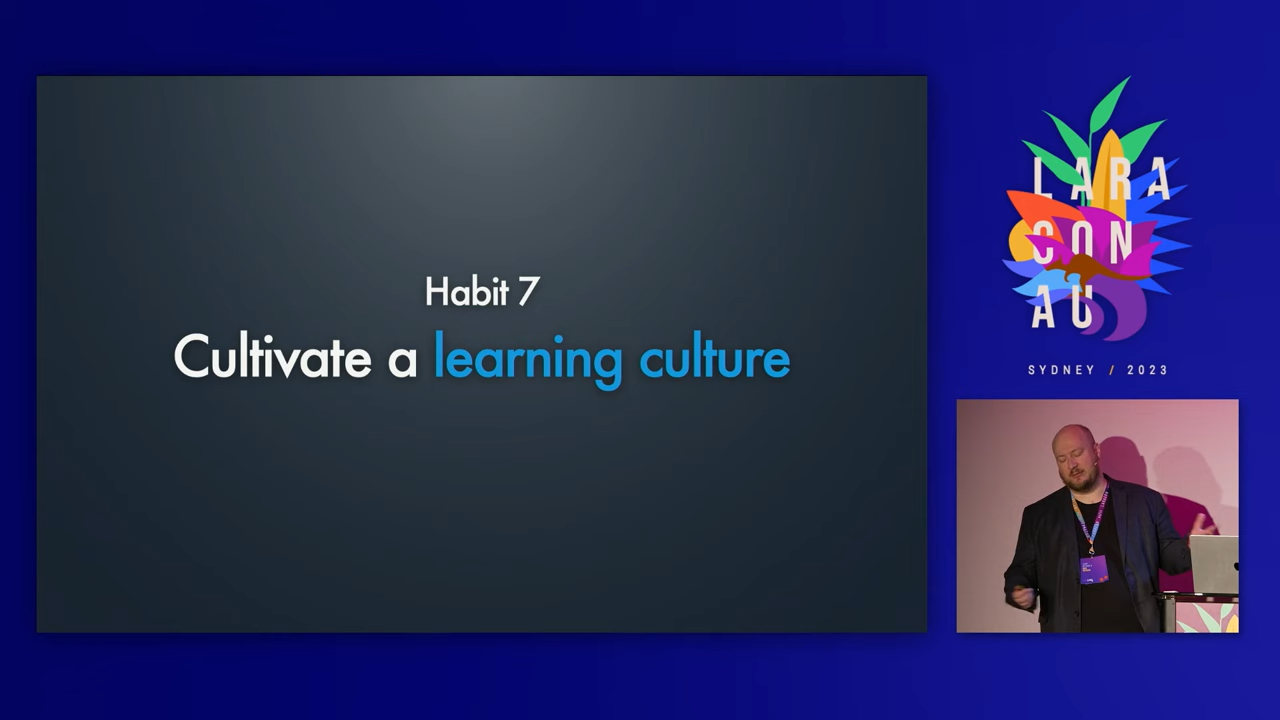 Habit 7
Cultivate a learning culture
LARA
CON
AU
SYDNEY / 2023